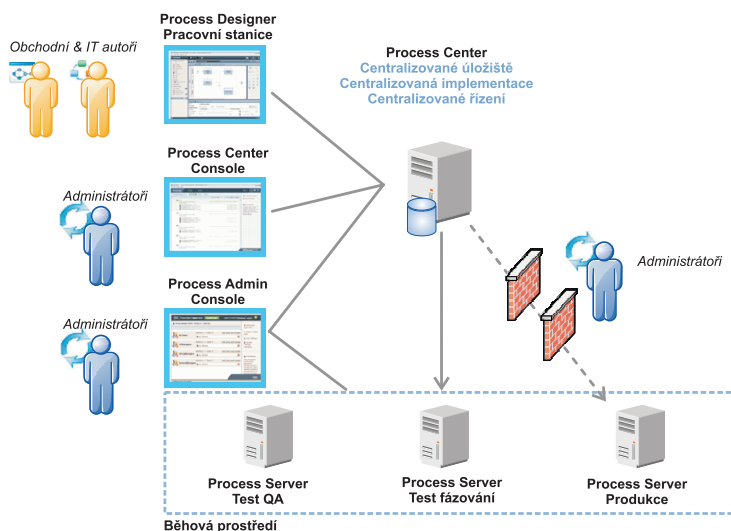 Process Designer
Pracovní stanice
Obchodní & IT autoři
Process Center
Centralizované úložiště
Centralizovaná implementace
Centralizované řízení
Process Center
Console
Administrátoři
Process Admin
Console
Administrátoři
Administrátoři
Process Server
Test QA
Process Server
Test fázování
Process Server
Produkce
Běhová prostředí